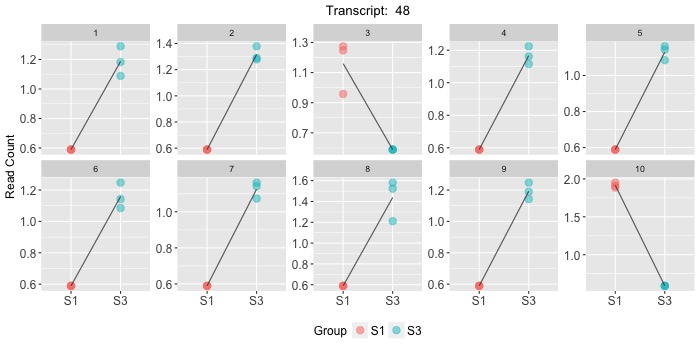 Transcript: 48
1 2 3 4 5
1.2 1.0 0.8 0.6
1.4 1.2 1.0 0.8 0.6
1.3 1.1 0.9 0.7
1.2 1.0 0.8 0.6
1.0 0.8 0.6
Read Count
6 7 8 9 10
1.2 1.0 0.8 0.6
1.0 0.8 0.6
1.6 1.4 1.2 1.0 0.8 0.6
1.2 1.0 0.8 0.6
2.0 1.5 1.0
S1 S3 S1 S3 S1 S3 S1 S3 S1 S3
Group S1 S3